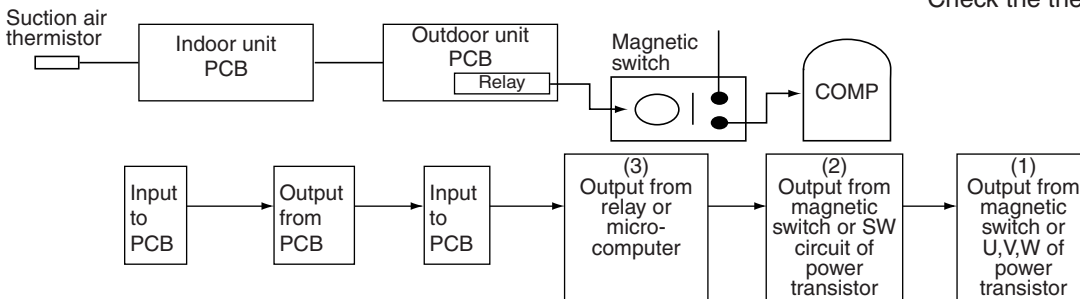 Check the the
Suction air
thermistor
Indoor unit
PCB
Outdoor unit
PCB
Relay
Magnetic
switch
COMP
Input
to
PCB
Output
from
PCB
Input
to
PCB
(3)
Output from
relay or
micro-
computer
(2)
Output from
magnetic
switch or SW
circuit of
power
transistor
(1)
Output from
magnetic
switch or
U,V,W of
power
transistor